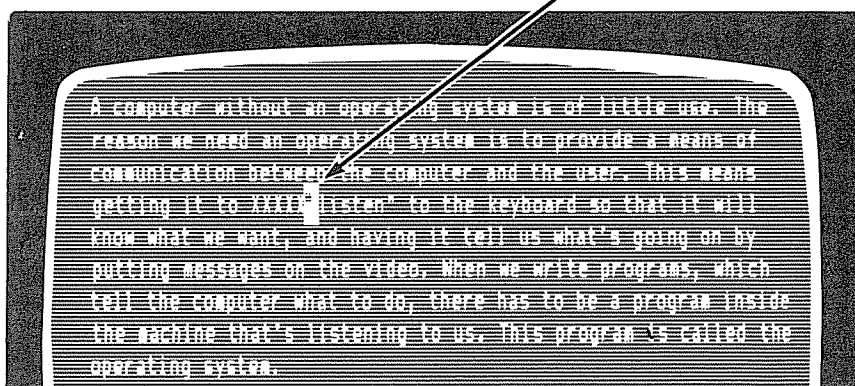 A computer without an operating system is of little use. The
reason we need an operating system is to provide a means of
communication between the computer and the user. This means
getting it to XXXXX"listen" to the keyboard so that it will
know what we want, and having it tell us what's going on by
putting messages on the video. When we write programs, which
tell the computer what to do, there has to be a program inside
the machine that's listening to us. This program is called the
operating system.